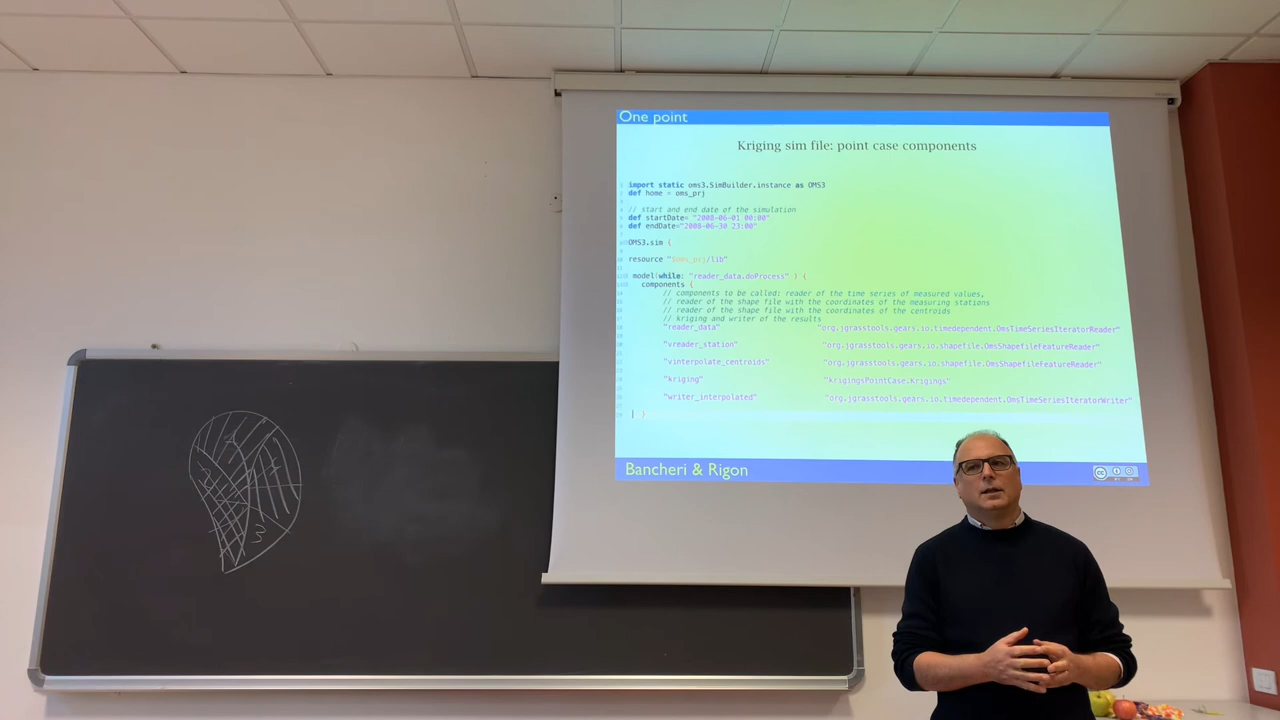 One point
Kriging sim file: point case components
import static oms3.SimBuilder.instance as OMS3
def home = oms_prj
// start and end date of the simulation
def startDate= "2008-06-01 00:00"
def endDate="2008-06-30 23:00"
OMS3.sim {
resource "$oms_prj/lib"
model(while: "reader_data.doProcess" ) {
components {
// components to be called: reader of the time series of measured values,
// reader of the shape file with the coordinates of the measuring stations
// reader of the shape file with the coordinates of the centroids
// kriging and writer of the results
"reader_data" "org.jgrasstools.gears.io.timedependent.OmsTimeSeriesIteratorReader"
"vreader_station" "org.jgrasstools.gears.io.shapefile.OmsShapefileFeatureReader"
"vinterpolate_centroids" "org.jgrasstools.gears.io.shapefile.OmsShapefileFeatureReader"
"kriging" "krigingsPointCase.Krigings"
"writer_interpolated" "org.jgrasstools.gears.io.timedependent.OmsTimeSeriesIteratorWriter"
}
Bancheri & Rigon